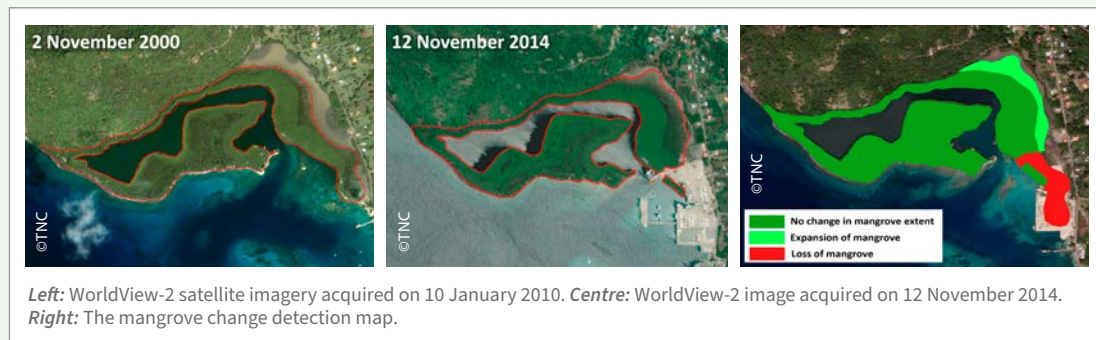 2 November 2000
12 November 2014
©TNC
©TNC
©TNC
No change in mangrove extent
Expansion of mangrove
Loss of mangrove
Left: WorldView-2 satellite imagery acquired on 10 January 2010. Centre: WorldView-2 image acquired on 12 November 2014.
Right: The mangrove change detection map.